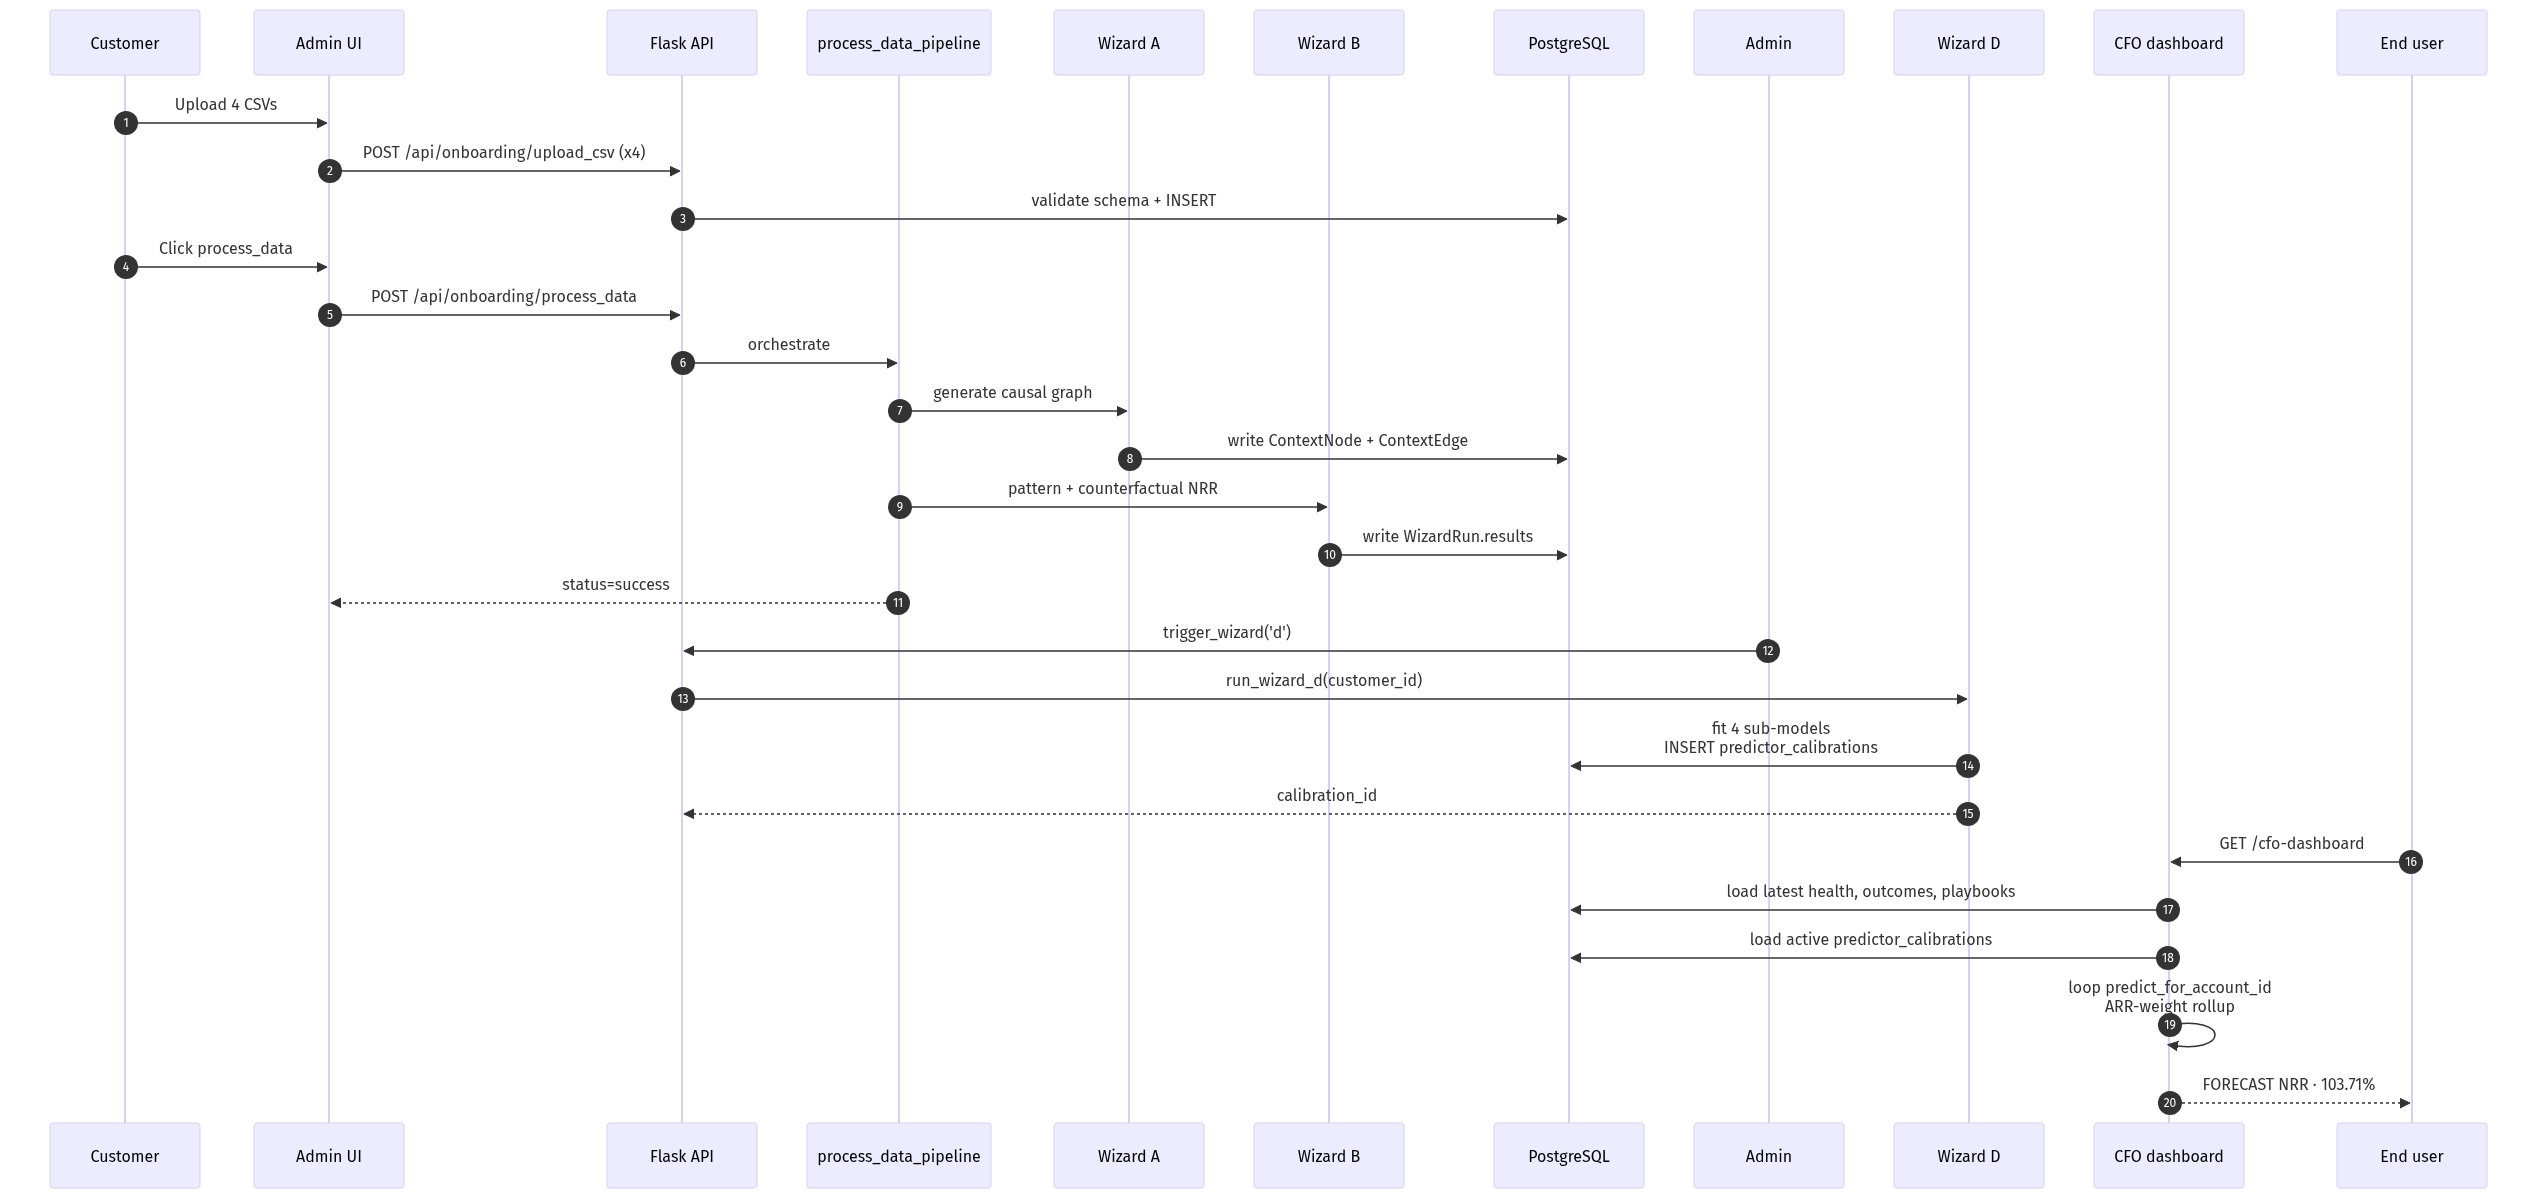 Customer
Admin UI
Flask API
process_data_pipeline
Wizard A
Wizard B
PostgreSQL
Admin
Wizard D
CFO dashboard
End user
Upload 4 CSVs
1
POST /api/onboarding/upload_csv (x4)
2
validate schema + INSERT
3
Click process_data
4
POST /api/onboarding/process_data
5
orchestrate
6
generate causal graph
7
write ContextNode + ContextEdge
8
pattern + counterfactual NRR
9
write WizardRun.results
10
status=success
11
trigger_wizard('d')
12
run_wizard_d(customer_id)
13
fit 4 sub-models
INSERT predictor_calibrations
14
calibration_id
15
GET /cfo-dashboard
16
load latest health, outcomes, playbooks
17
load active predictor_calibrations
18
loop predict_for_account_id
ARR-weight rollup
19
FORECAST NRR · 103.71%
20
Customer
Admin UI
Flask API
process_data_pipeline
Wizard A
Wizard B
PostgreSQL
Admin
Wizard D
CFO dashboard
End user